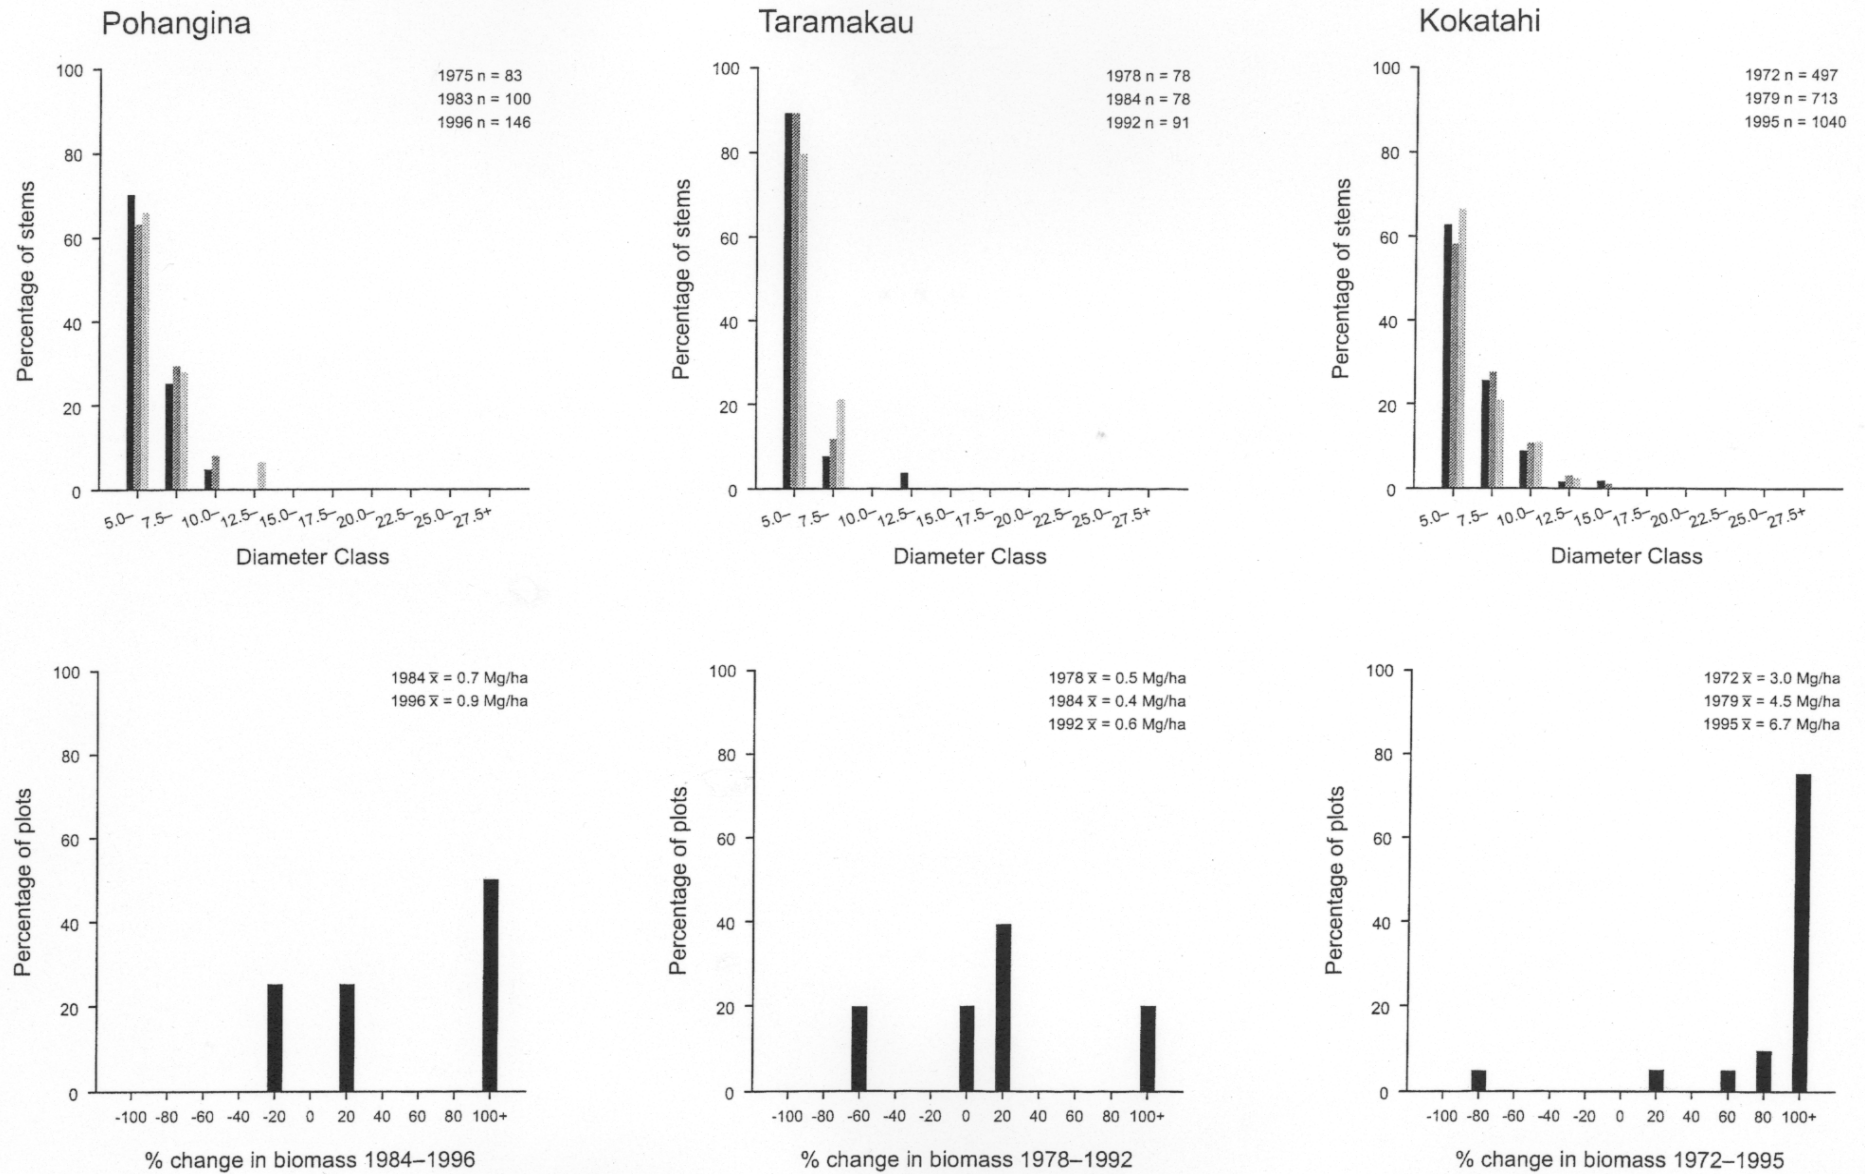 Pohangina
1975 n = 83
1983 n = 100
1996 n = 146
Percentage of stems
100
80
60
40
20
0
5.0– 7.5– 10.0– 12.5– 15.0– 17.5– 20.0– 22.5– 25.0– 27.5+
Diameter Class
Taramakau
1978 n = 78
1984 n = 78
1992 n = 91
Percentage of stems
100
80
60
40
20
0
5.0– 7.5– 10.0– 12.5– 15.0– 17.5– 20.0– 22.5– 25.0– 27.5+
Diameter Class
Kokatahi
1972 n = 497
1979 n = 713
1995 n = 1040
Percentage of stems
100
80
60
40
20
0
5.0– 7.5– 10.0– 12.5– 15.0– 17.5– 20.0– 22.5– 25.0– 27.5+
Diameter Class
1984 x̅ = 0.7 Mg/ha
1996 x̅ = 0.9 Mg/ha
Percentage of plots
100
80
60
40
20
0
-100 -80 -60 -40 -20 0 20 40 60 80 100+
% change in biomass 1984–1996
1978 x̅ = 0.5 Mg/ha
1984 x̅ = 0.4 Mg/ha
1992 x̅ = 0.6 Mg/ha
Percentage of plots
100
80
60
40
20
0
-100 -80 -60 -40 -20 0 20 40 60 80 100+
% change in biomass 1978–1992
1972 x̅ = 3.0 Mg/ha
1979 x̅ = 4.5 Mg/ha
1995 x̅ = 6.7 Mg/ha
Percentage of plots
100
80
60
40
20
0
-100 -80 -60 -40 -20 0 20 40 60 80 100+
% change in biomass 1972–1995